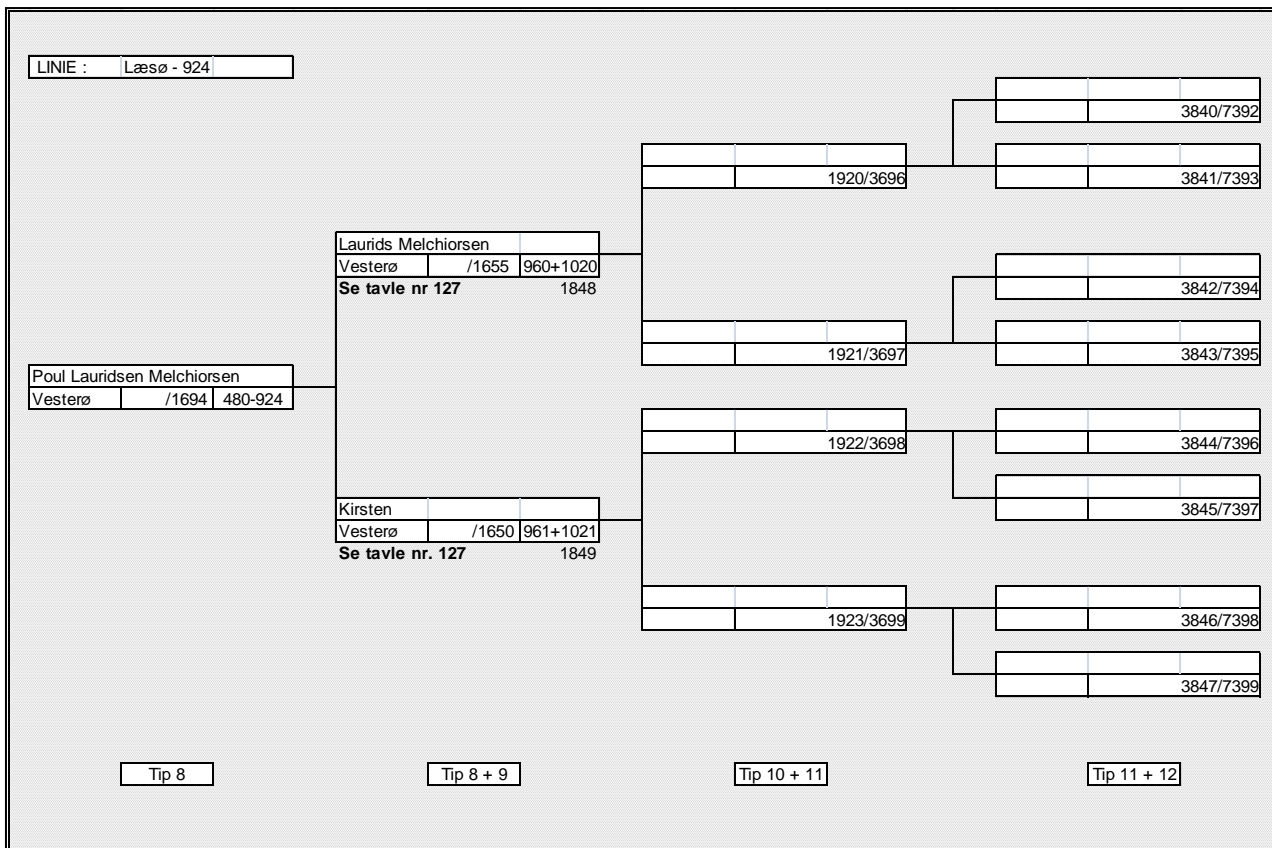 LINIE : Læsø - 924
3840/7392
1920/3696 3841/7393
Laurids Melchiorsen
Vesterø /1655 960+1020
Se tavle nr 127 1848
3842/7394
1921/3697 3843/7395
Poul Lauridsen Melchiorsen
Vesterø /1694 480-924
1922/3698 3844/7396
3845/7397
Kirsten
Vesterø /1650 961+1021
Se tavle nr. 127 1849
1923/3699 3846/7398
3847/7399
Tip 8 Tip 8 + 9 Tip 10 + 11 Tip 11 + 12